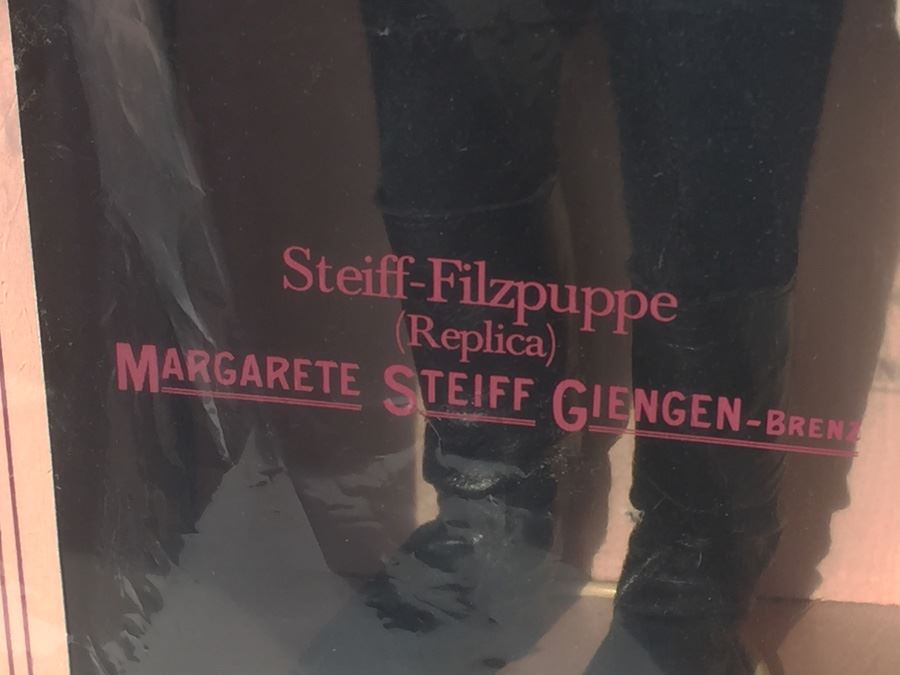 Steiff-Filzpuppe
(Replica)
MARGARETE STEIFF GIENGEN-BRENZ